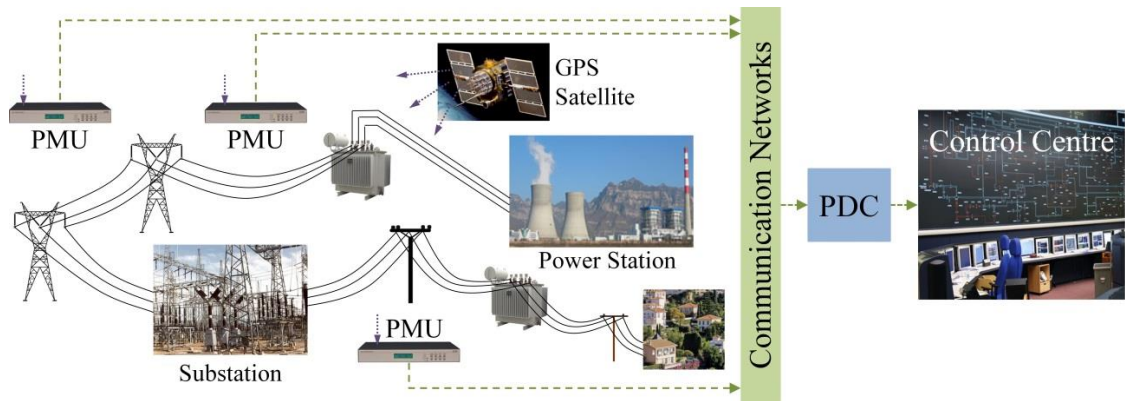 GPS
Satellite
PMU
PMU
Power Station
Substation
PMU
Communication Networks
PDC
Control Centre